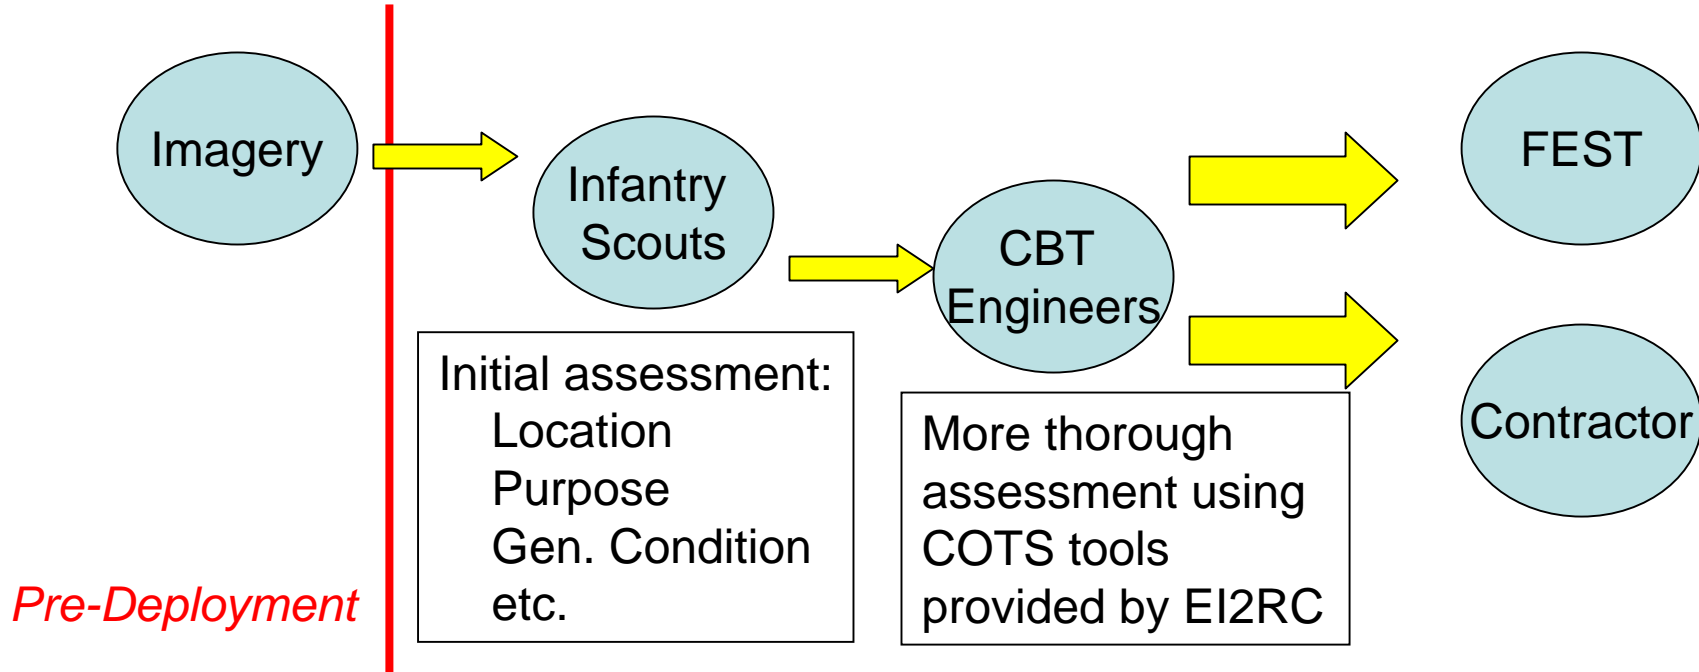 Imagery
Infantry
Scouts
CBT
Engineers
FEST
Contractor
Initial assessment:
Location
Purpose
Gen. Condition
etc.
More thorough
assessment using
COTS tools
provided by EI2RC
Pre-Deployment